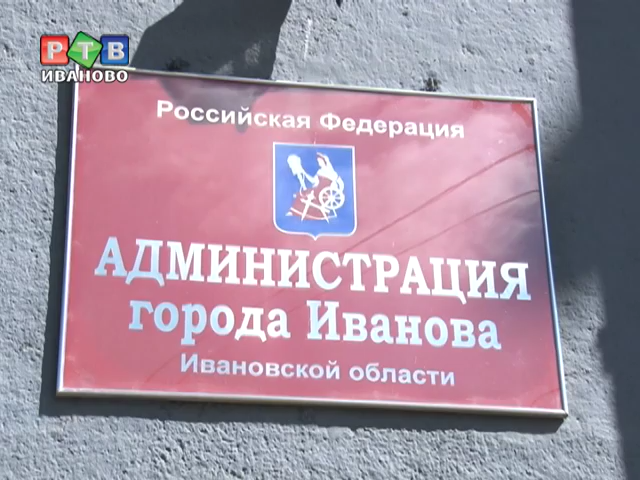 РТВ
ИВАНОВО
Российская Федерация
АДМИНИСТРАЦИЯ
города Иванова
Ивановской области